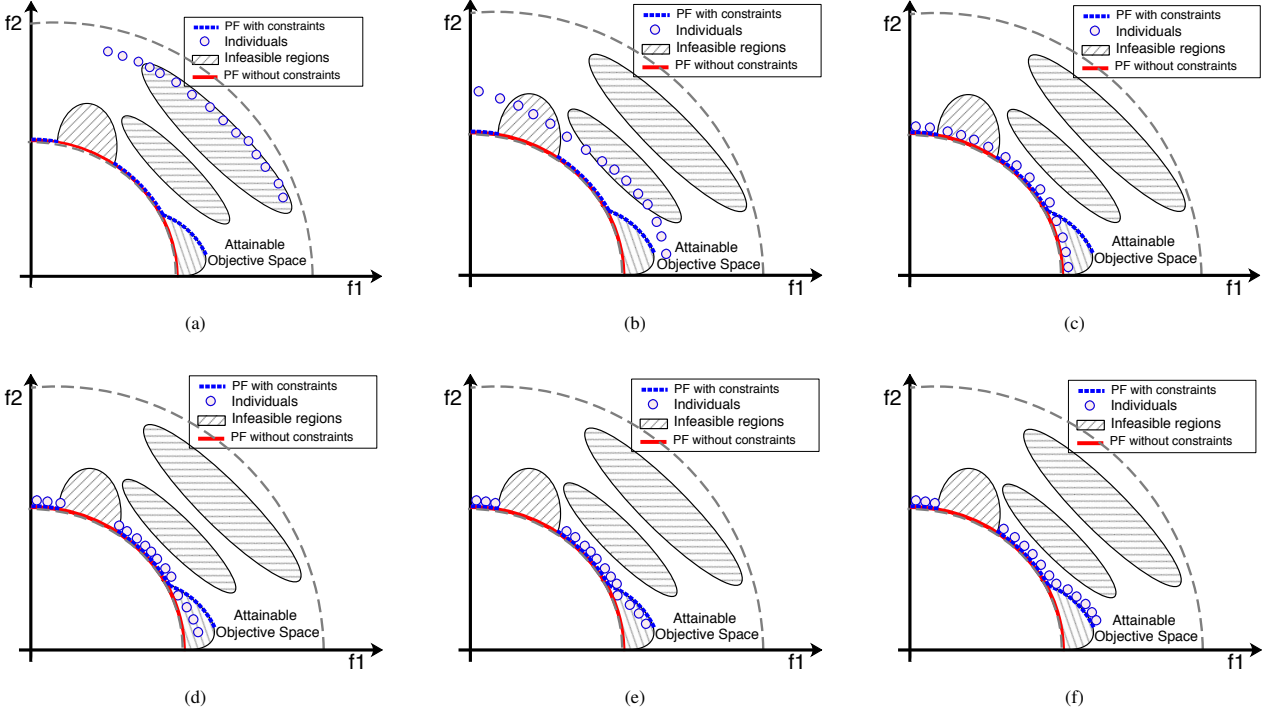 f2
PF with constraints
Individuals
Infeasible regions
PF without constraints
Attainable
Objective Space
f1
(a)
f2
PF with constraints
Individuals
Infeasible regions
PF without constraints
Attainable
Objective Space
f1
(b)
f2
PF with constraints
Individuals
Infeasible regions
PF without constraints
Attainable
Objective Space
f1
(c)
f2
PF with constraints
Individuals
Infeasible regions
PF without constraints
Attainable
Objective Space
f1
(d)
f2
PF with constraints
Individuals
Infeasible regions
PF without constraints
Attainable
Objective Space
f1
(e)
f2
PF with constraints
Individuals
Infeasible regions
PF without constraints
Attainable
Objective Space
f1
(f)